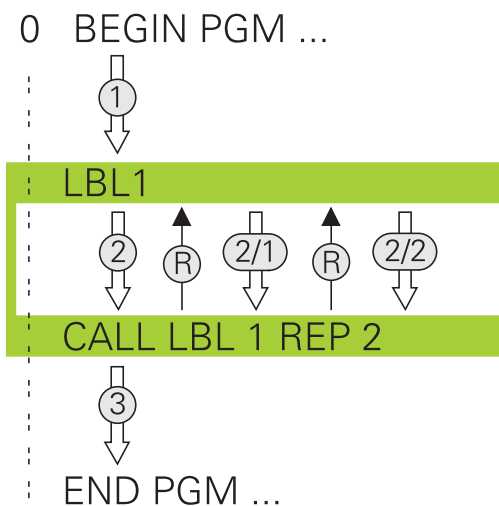 0 BEGIN PGM ...
1
LBL1
2 R 2/1 R 2/2
CALL LBL 1 REP 2
3
END PGM ...